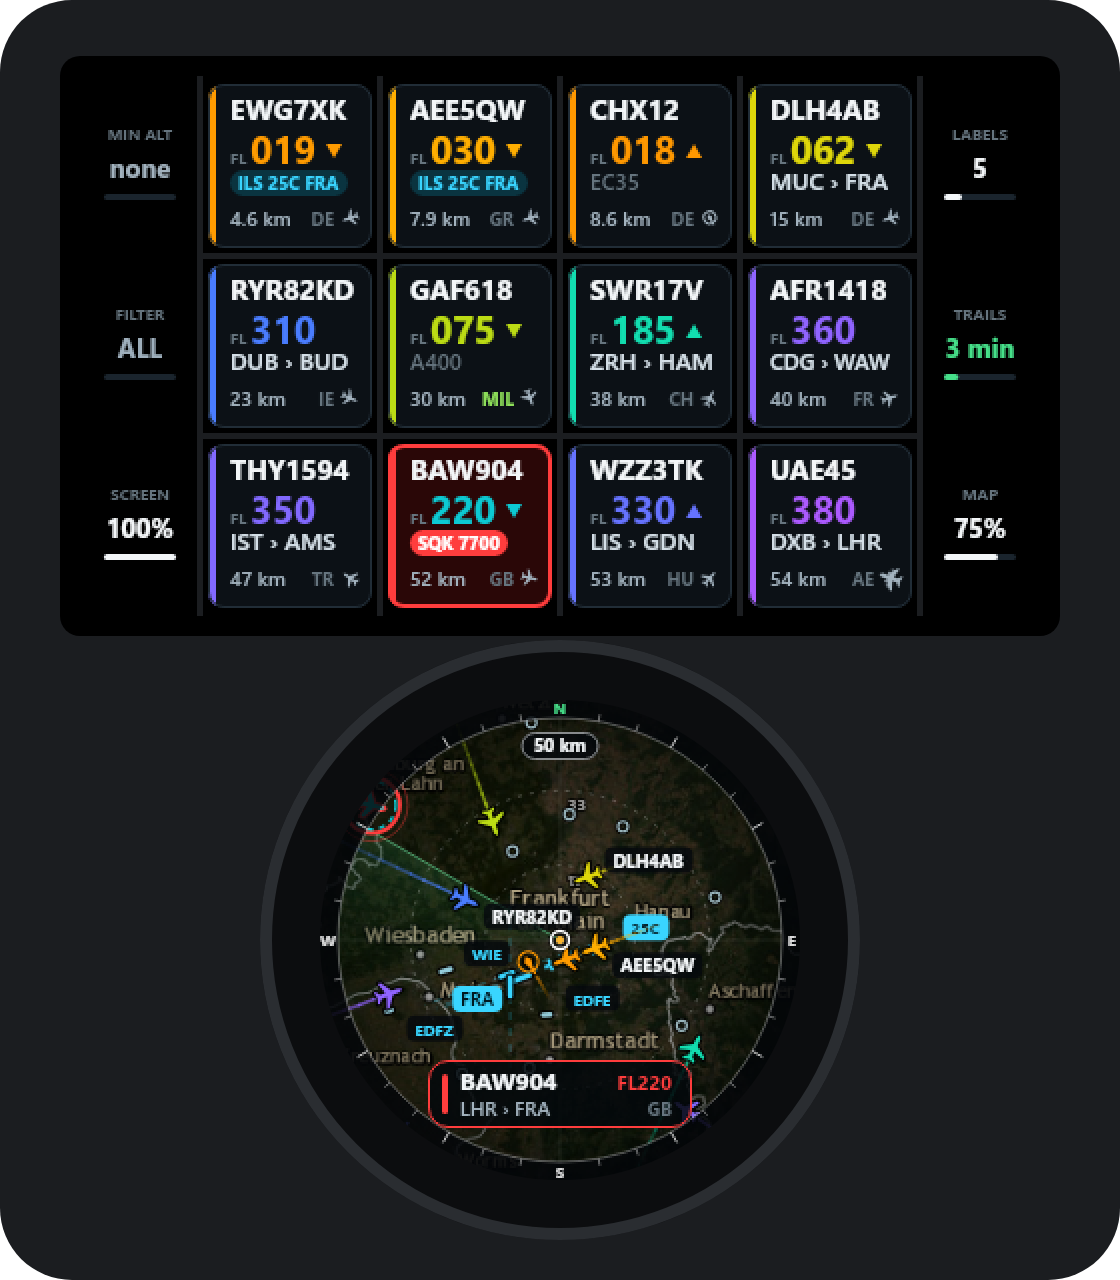 EWG7XK
AEE5QW
CHX12
DLH4AB
MIN ALT
LABELS
none
FL 019 ▼
FL 030 ▼
FL 018 ▲
FL 062 ▼
5
ILS 25C FRA
ILS 25C FRA
EC35
MUC › FRA
4.6 km DE
7.9 km GR
8.6 km DE
15 km DE
RYR82KD
GAF618
SWR17V
AFR1418
FILTER
TRAILS
ALL
FL 310
FL 075 ▼
FL 185 ▲
FL 360
3 min
DUB › BUD
A400
ZRH › HAM
CDG › WAW
23 km IE
30 km MIL
38 km CH
40 km FR
THY1594
BAW904
WZZ3TK
UAE45
SCREEN
MAP
100%
FL 350
FL 220 ▼
FL 330 ▲
FL 380
75%
IST › AMS
SQK 7700
LIS › GDN
DXB › LHR
47 km TR
52 km GB
53 km HU
54 km AE
N
50 km
an
Lahn
33
DLH4AB
Frankfurt
Hanau
RYR82KD
ain
25C
Wiesbaden
W
E
WIE
AEE5QW
FRA
EDFE
Aschaff
EDFZ
Darmstadt
uznach
BAW904 FL220
LHR › FRA GB
S